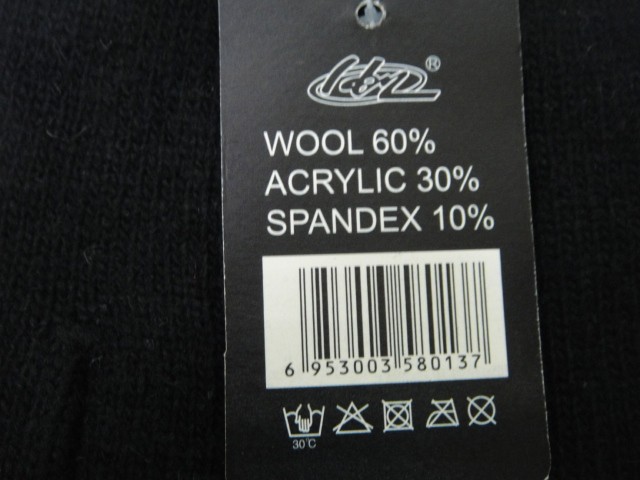 H&D®
WOOL 60%
ACRYLIC 30%
SPANDEX 10%
6 953003 580137
30°C